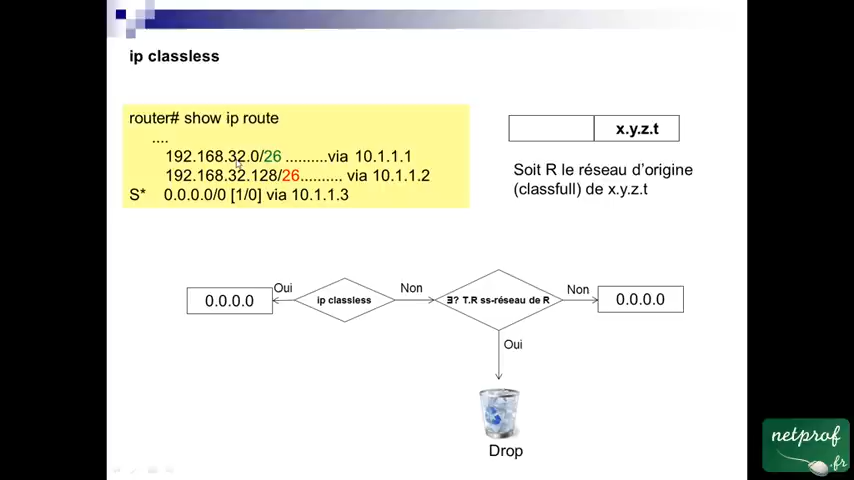 ip classless
router# show ip route
....
192.168.32.0/26 ..........via 10.1.1.1
192.168.32.128/26.......... via 10.1.1.2
S* 0.0.0.0/0 [1/0] via 10.1.1.3
x.y.z.t
Soit R le réseau d'origine
(classfull) de x.y.z.t
0.0.0.0
Oui
ip classless
Non
∃? T.R ss-réseau de R
Non
0.0.0.0
Oui
Drop
netprof
.fr